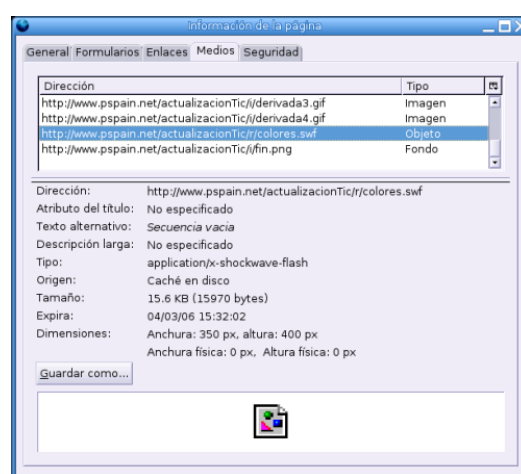 Información de la página
General Formularios Enlaces Medios Seguridad
Dirección Tipo
http://www.pspain.net/actualizacionTic/i/derivada3.gif Imagen
http://www.pspain.net/actualizacionTic/i/derivada4.gif Imagen
http://www.pspain.net/actualizacionTic/r/colores.swf Objeto
http://www.pspain.net/actualizacionTic/i/fin.png Fondo
Dirección: http://www.pspain.net/actualizacionTic/r/colores.swf
Atributo del título: No especificado
Texto alternativo: Secuencia vacia
Descripción larga: No especificado
Tipo: application/x-shockwave-flash
Origen: Caché en disco
Tamaño: 15.6 KB (15970 bytes)
Expira: 04/03/06 15:32:02
Dimensiones: Anchura: 350 px, altura: 400 px
Anchura física: 0 px, Altura física: 0 px
Guardar como...